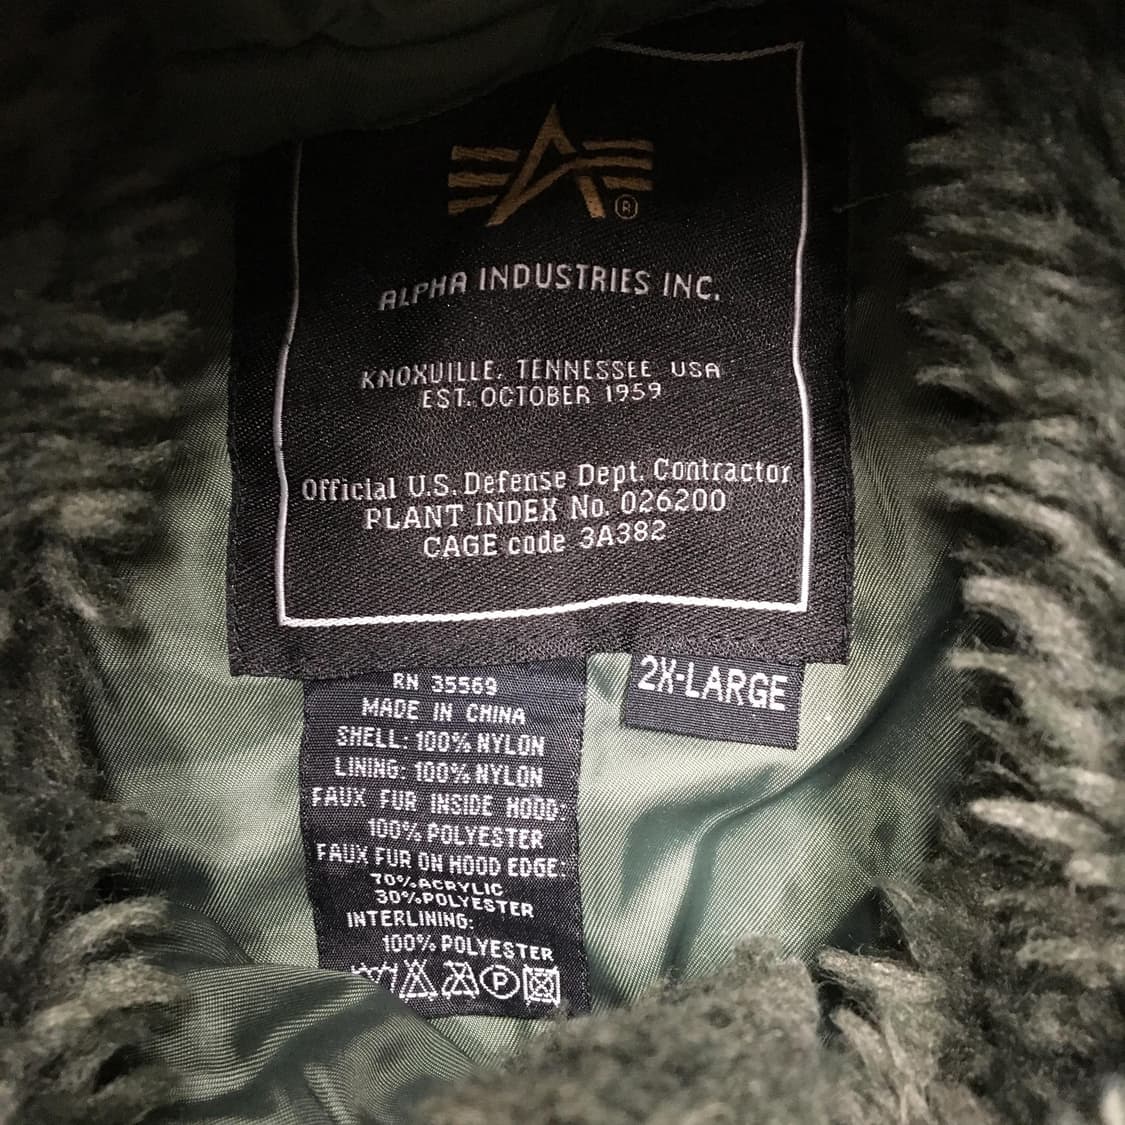 ®
ALPHA INDUSTRIES INC.
KNOXVILLE, TENNESSEE USA
EST. OCTOBER 1959
Official U.S. Defense Dept. Contractor
PLANT INDEX No. 026200
CAGE code 3A382
2X-LARGE
RN 35569
MADE IN CHINA
SHELL: 100% NYLON
LINING: 100% NYLON
FAUX FUR INSIDE HOOD:
100% POLYESTER
FAUX FUR ON HOOD EDGE:
70%ACRYLIC
30%POLYESTER
INTERLINING:
100% POLYESTER
P